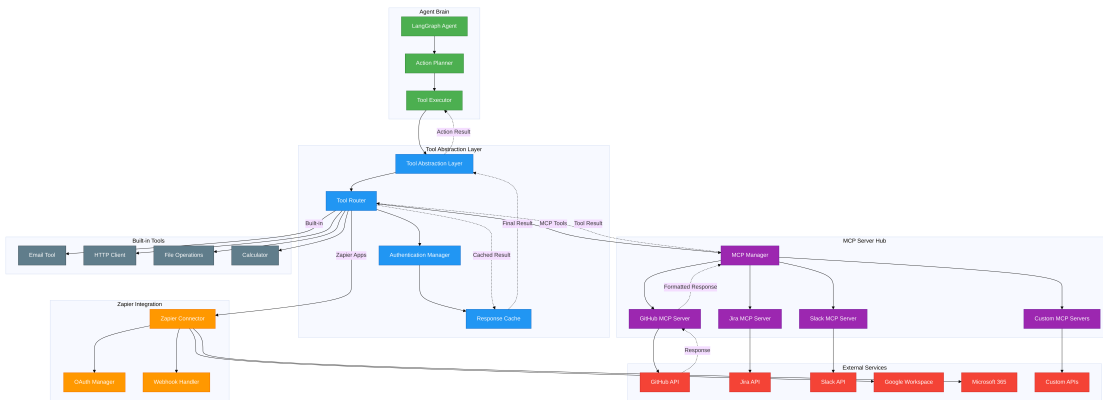 Agent Brain
LangGraph Agent
Action Planner
Tool Executor
Action Result
Tool Abstraction Layer
Tool Abstraction Layer
Tool Router
Built-in
Final Result
MCP Tools
Tool Result
Built-in Tools
Email Tool
HTTP Client
File Operations
Calculator
Zapier Apps
Authentication Manager
Cached Result
MCP Server Hub
MCP Manager
Formatted Response
Zapier Integration
Zapier Connector
Response Cache
GitHub MCP Server
Jira MCP Server
Slack MCP Server
Custom MCP Servers
Response
External Services
OAuth Manager
Webhook Handler
GitHub API
Jira API
Slack API
Google Workspace
Microsoft 365
Custom APIs